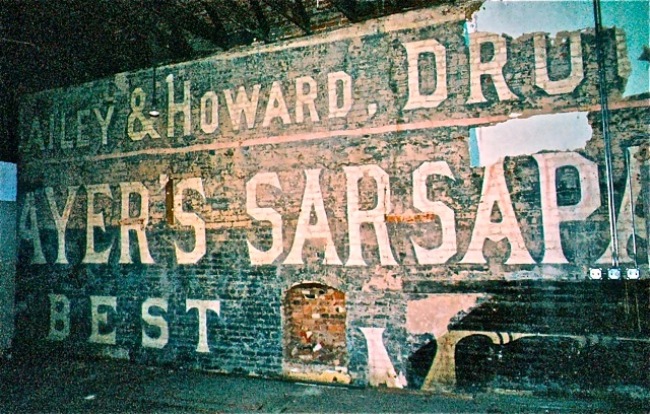 AILEY & HOWARD, DRU
AYER'S SARSAPA
BEST